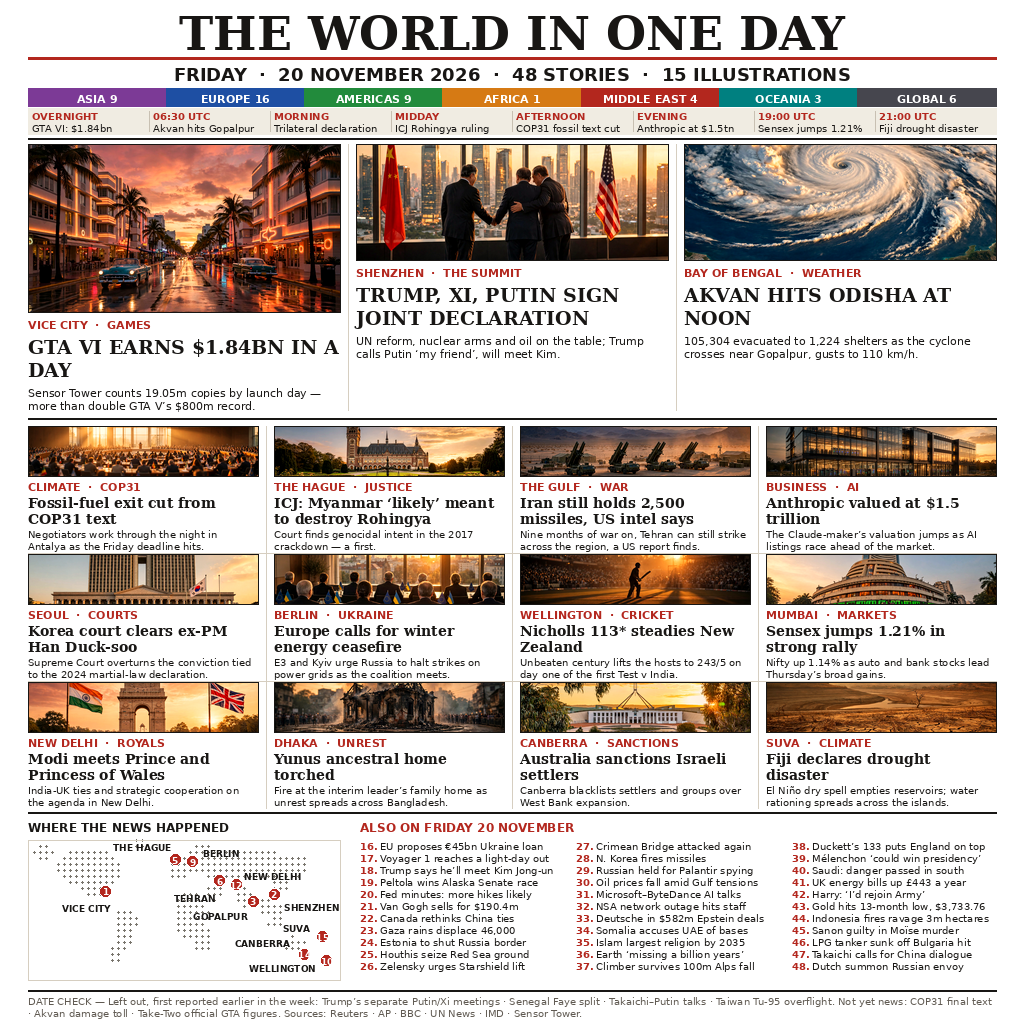 THE WORLD IN ONE DAY
FRIDAY · 20 NOVEMBER 2026 · 48 STORIES · 15 ILLUSTRATIONS
ASIA 9
EUROPE 16
AMERICAS 9
AFRICA 1
MIDDLE EAST 4
OCEANIA 3
GLOBAL 6
OVERNIGHT
GTA VI: $1.84bn
06:30 UTC
Akvan hits Gopalpur
MORNING
Trilateral declaration
MIDDAY
ICJ Rohingya ruling
AFTERNOON
COP31 fossil text cut
EVENING
Anthropic at $1.5tn
19:00 UTC
Sensex jumps 1.21%
21:00 UTC
Fiji drought disaster
VICE CITY · GAMES
GTA VI EARNS $1.84BN IN A
DAY
Sensor Tower counts 19.05m copies by launch day —
more than double GTA V’s $800m record.
SHENZHEN · THE SUMMIT
TRUMP, XI, PUTIN SIGN
JOINT DECLARATION
UN reform, nuclear arms and oil on the table; Trump
calls Putin ‘my friend’, will meet Kim.
BAY OF BENGAL · WEATHER
AKVAN HITS ODISHA AT
NOON
105,304 evacuated to 1,224 shelters as the cyclone
crosses near Gopalpur, gusts to 110 km/h.
CLIMATE · COP31
Fossil-fuel exit cut from
COP31 text
Negotiators work through the night in
Antalya as the Friday deadline hits.
THE HAGUE · JUSTICE
ICJ: Myanmar ‘likely’ meant
to destroy Rohingya
Court finds genocidal intent in the 2017
crackdown — a first.
THE GULF · WAR
Iran still holds 2,500
missiles, US intel says
Nine months of war on, Tehran can still strike
across the region, a US report finds.
BUSINESS · AI
Anthropic valued at $1.5
trillion
The Claude-maker’s valuation jumps as AI
listings race ahead of the market.
SEOUL · COURTS
Korea court clears ex-PM
Han Duck-soo
Supreme Court overturns the conviction tied
to the 2024 martial-law declaration.
BERLIN · UKRAINE
Europe calls for winter
energy ceasefire
E3 and Kyiv urge Russia to halt strikes on
power grids as the coalition meets.
WELLINGTON · CRICKET
Nicholls 113* steadies New
Zealand
Unbeaten century lifts the hosts to 243/5 on
day one of the first Test v India.
MUMBAI · MARKETS
Sensex jumps 1.21% in
strong rally
Nifty up 1.14% as auto and bank stocks lead
Thursday’s broad gains.
NEW DELHI · ROYALS
Modi meets Prince and
Princess of Wales
India-UK ties and strategic cooperation on
the agenda in New Delhi.
DHAKA · UNREST
Yunus ancestral home
torched
Fire at the interim leader’s family home as
unrest spreads across Bangladesh.
CANBERRA · SANCTIONS
Australia sanctions Israeli
settlers
Canberra blacklists settlers and groups over
West Bank expansion.
SUVA · CLIMATE
Fiji declares drought
disaster
El Niño dry spell empties reservoirs; water
rationing spreads across the islands.
WHERE THE NEWS HAPPENED
THE HAGUE
5
9
BERLIN
6
12
NEW DELHI
1
2
TEHRAN
3
VICE CITY
SHENZHEN
GOPALPUR
SUVA
15
CANBERRA
14
10
WELLINGTON
ALSO ON FRIDAY 20 NOVEMBER
16. EU proposes €45bn Ukraine loan
17. Voyager 1 reaches a light-day out
18. Trump says he’ll meet Kim Jong-un
19. Peltola wins Alaska Senate race
20. Fed minutes: more hikes likely
21. Van Gogh sells for $190.4m
22. Canada rethinks China ties
23. Gaza rains displace 46,000
24. Estonia to shut Russia border
25. Houthis seize Red Sea ground
26. Zelensky urges Starshield lift
27. Crimean Bridge attacked again
28. N. Korea fires missiles
29. Russian held for Palantir spying
30. Oil prices fall amid Gulf tensions
31. Microsoft–ByteDance AI talks
32. NSA network outage hits staff
33. Deutsche in $582m Epstein deals
34. Somalia accuses UAE of bases
35. Islam largest religion by 2035
36. Earth ‘missing a billion years’
37. Climber survives 100m Alps fall
38. Duckett’s 133 puts England on top
39. Mélenchon ‘could win presidency’
40. Saudi: danger passed in south
41. UK energy bills up £443 a year
42. Harry: ‘I’d rejoin Army’
43. Gold hits 13-month low, $3,733.76
44. Indonesia fires ravage 3m hectares
45. Sanon guilty in Moïse murder
46. LPG tanker sunk off Bulgaria hit
47. Takaichi calls for China dialogue
48. Dutch summon Russian envoy
DATE CHECK — Left out, first reported earlier in the week: Trump’s separate Putin/Xi meetings · Senegal Faye split · Takaichi–Putin talks · Taiwan Tu-95 overflight. Not yet news: COP31 final text
· Akvan damage toll · Take-Two official GTA figures. Sources: Reuters · AP · BBC · UN News · IMD · Sensor Tower.